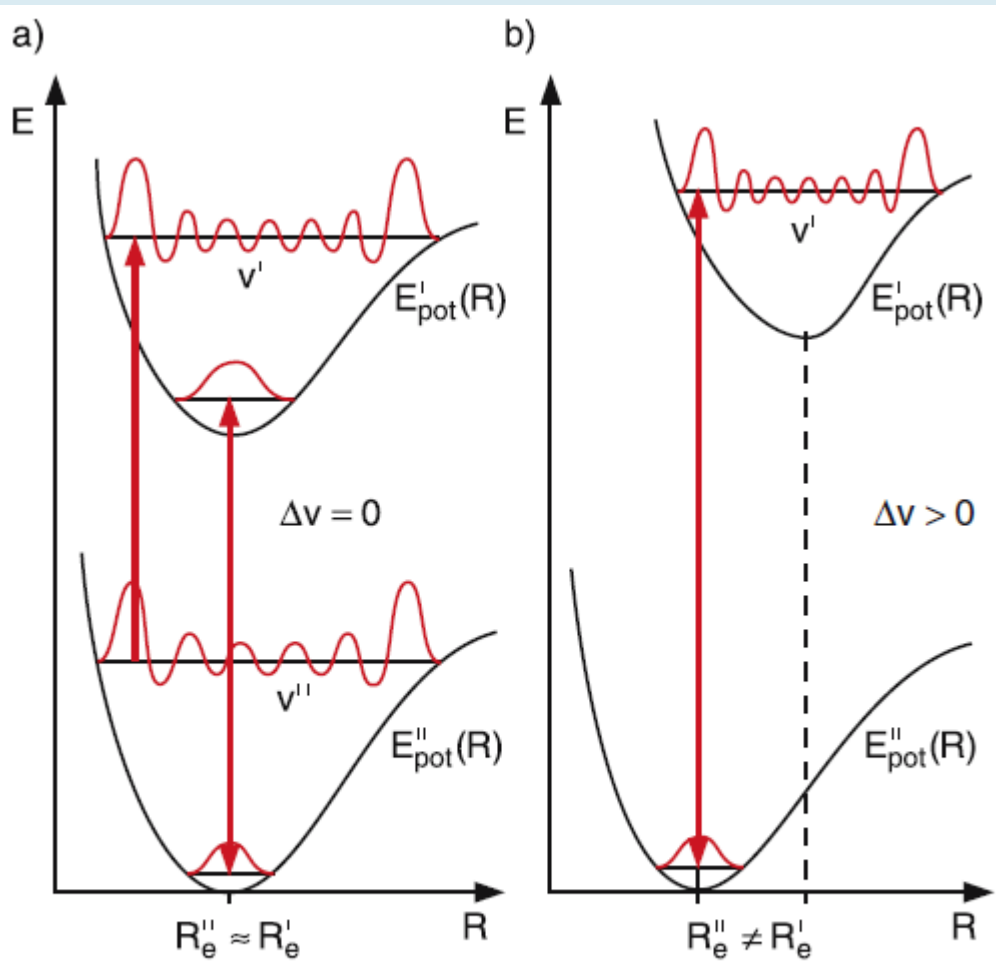 a)
E
v'
E'pot(R)
Δv = 0
v''
E''pot(R)
R
R''e ≈ R'e
b)
E
v'
E'pot(R)
Δv > 0
E''pot(R)
R
R''e ≠ R'e